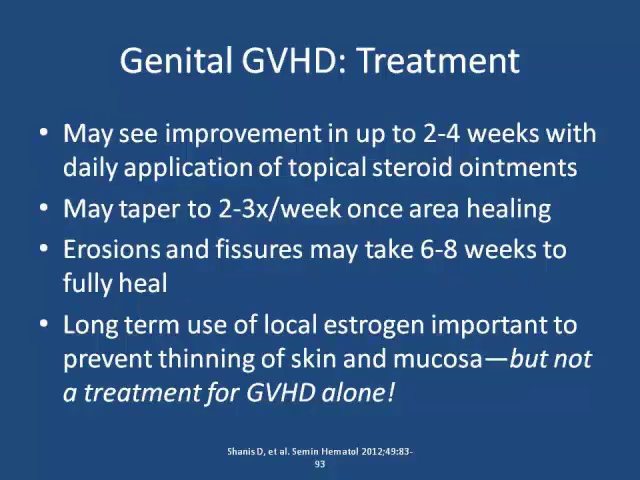 Genital GVHD: Treatment
• May see improvement in up to 2-4 weeks with
daily application of topical steroid ointments
• May taper to 2-3x/week once area healing
• Erosions and fissures may take 6-8 weeks to
fully heal
• Long term use of local estrogen important to
prevent thinning of skin and mucosa—but not
a treatment for GVHD alone!
Shanis D, et al. Semin Hematol 2012;49:83-
93